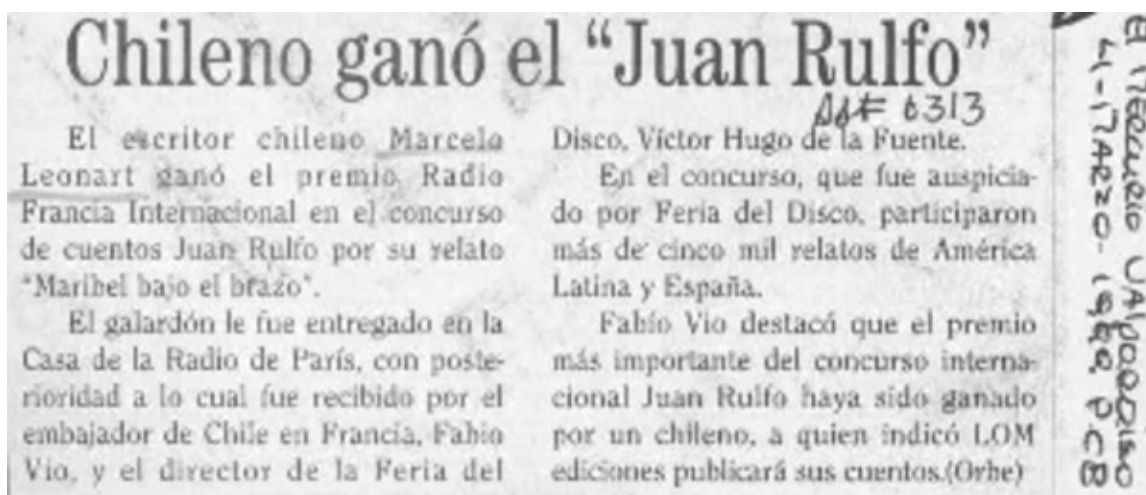 Chileno ganó el “Juan Rulfo”
El escritor chileno Marcelo
Leonart ganó el premio Radio
Francia Internacional en el concurso
de cuentos Juan Rulfo por su relato
"Maribel bajo el brazo".
El galardón le fue entregado en la
Casa de la Radio de París, con poste-
rioridad a lo cual fue recibido por el
embajador de Chile en Francia, Fabio
Vio, y el director de la Feria del
Disco, Víctor Hugo de la Fuente.
En el concurso, que fue auspicia-
do por Feria del Disco, participaron
más de cinco mil relatos de América
Latina y España.
Fabio Vio destacó que el premio
más importante del concurso interna-
cional Juan Rulfo haya sido ganado
por un chileno, a quien indicó LOM
ediciones publicará sus cuentos.(Orbe)
6313
El Mercurio Valparaíso